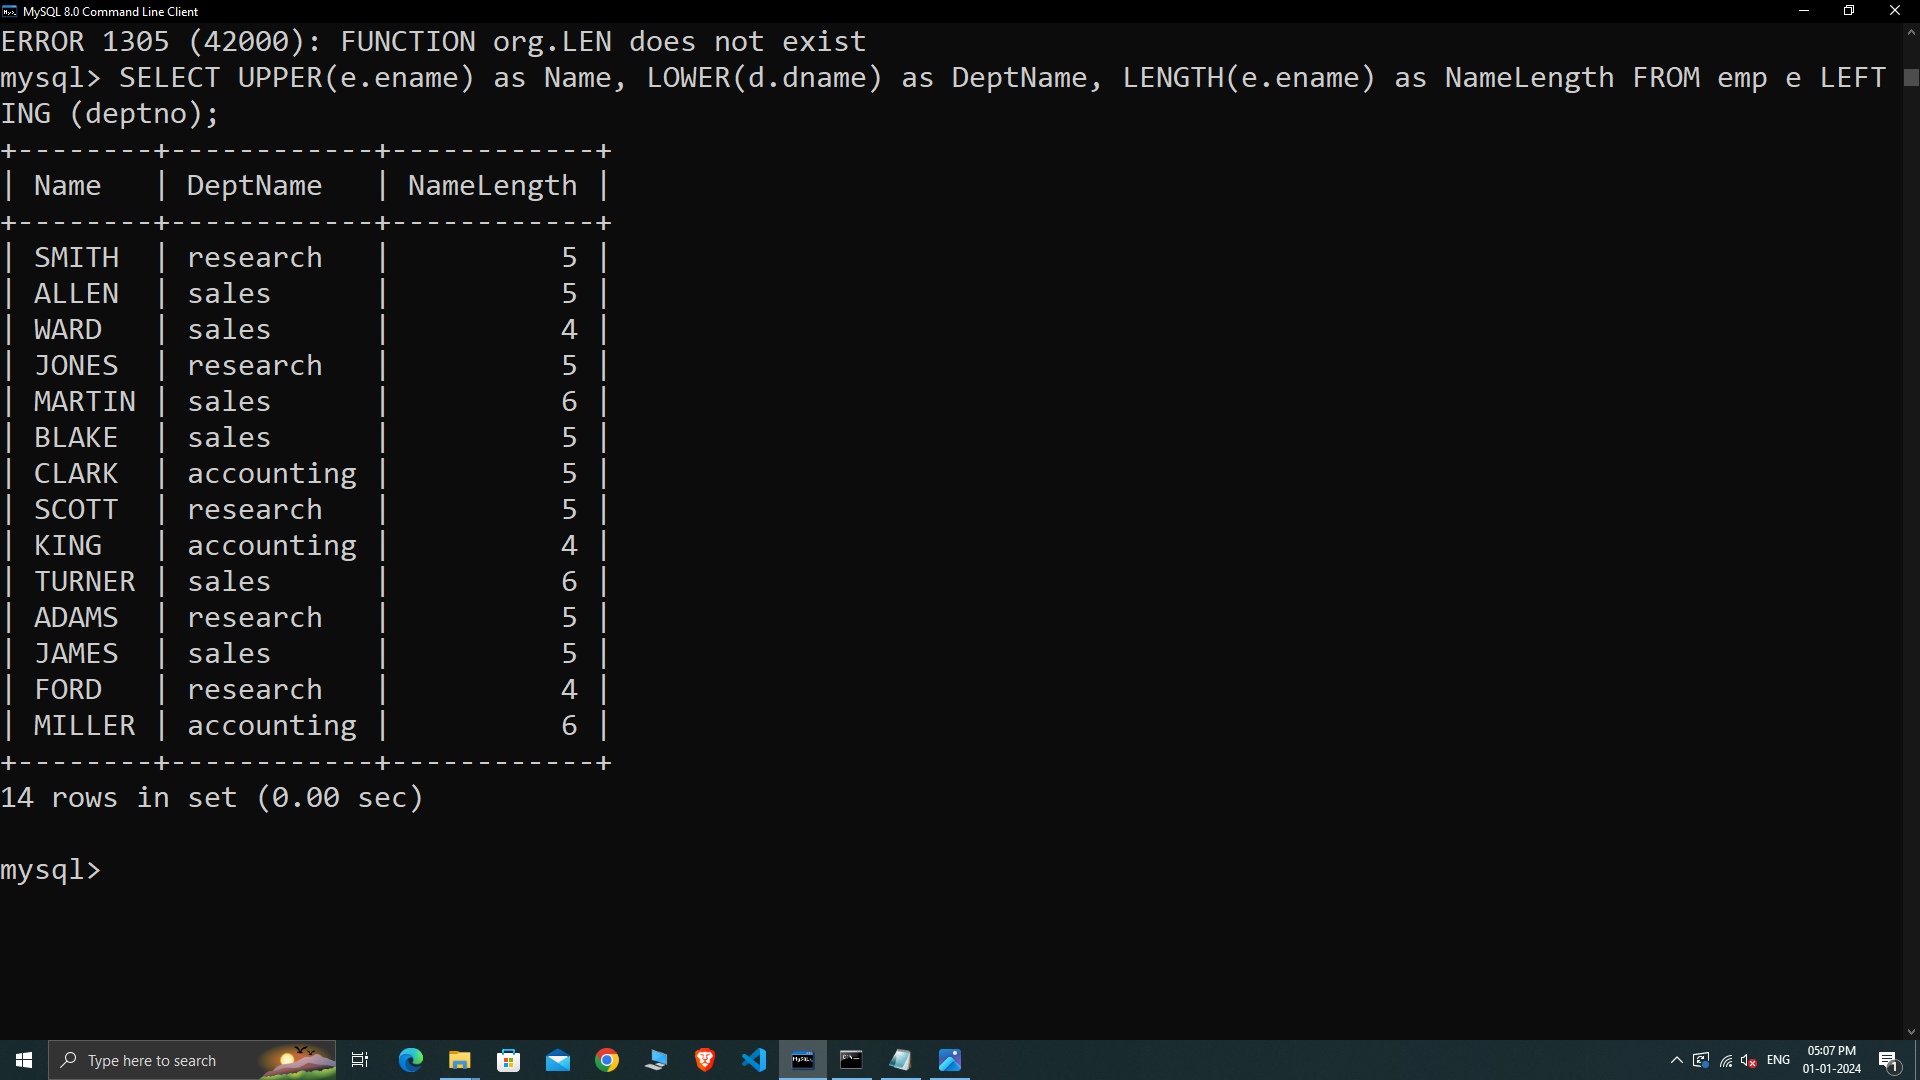 MySQL 8.0 Command Line Client
ERROR 1305 (42000): FUNCTION org.LEN does not exist
mysql> SELECT UPPER(e.ename) as Name, LOWER(d.dname) as DeptName, LENGTH(e.ename) as NameLength FROM emp e LEFT
ING (deptno);
+--------+------------+------------+
| Name   | DeptName   | NameLength |
+--------+------------+------------+
| SMITH  | research   |          5 |
| ALLEN  | sales      |          5 |
| WARD   | sales      |          4 |
| JONES  | research   |          5 |
| MARTIN | sales      |          6 |
| BLAKE  | sales      |          5 |
| CLARK  | accounting |          5 |
| SCOTT  | research   |          5 |
| KING   | accounting |          4 |
| TURNER | sales      |          6 |
| ADAMS  | research   |          5 |
| JAMES  | sales      |          5 |
| FORD   | research   |          4 |
| MILLER | accounting |          6 |
+--------+------------+------------+
14 rows in set (0.00 sec)
mysql>
Type here to search
ENG
05:07 PM
01-01-2024
1